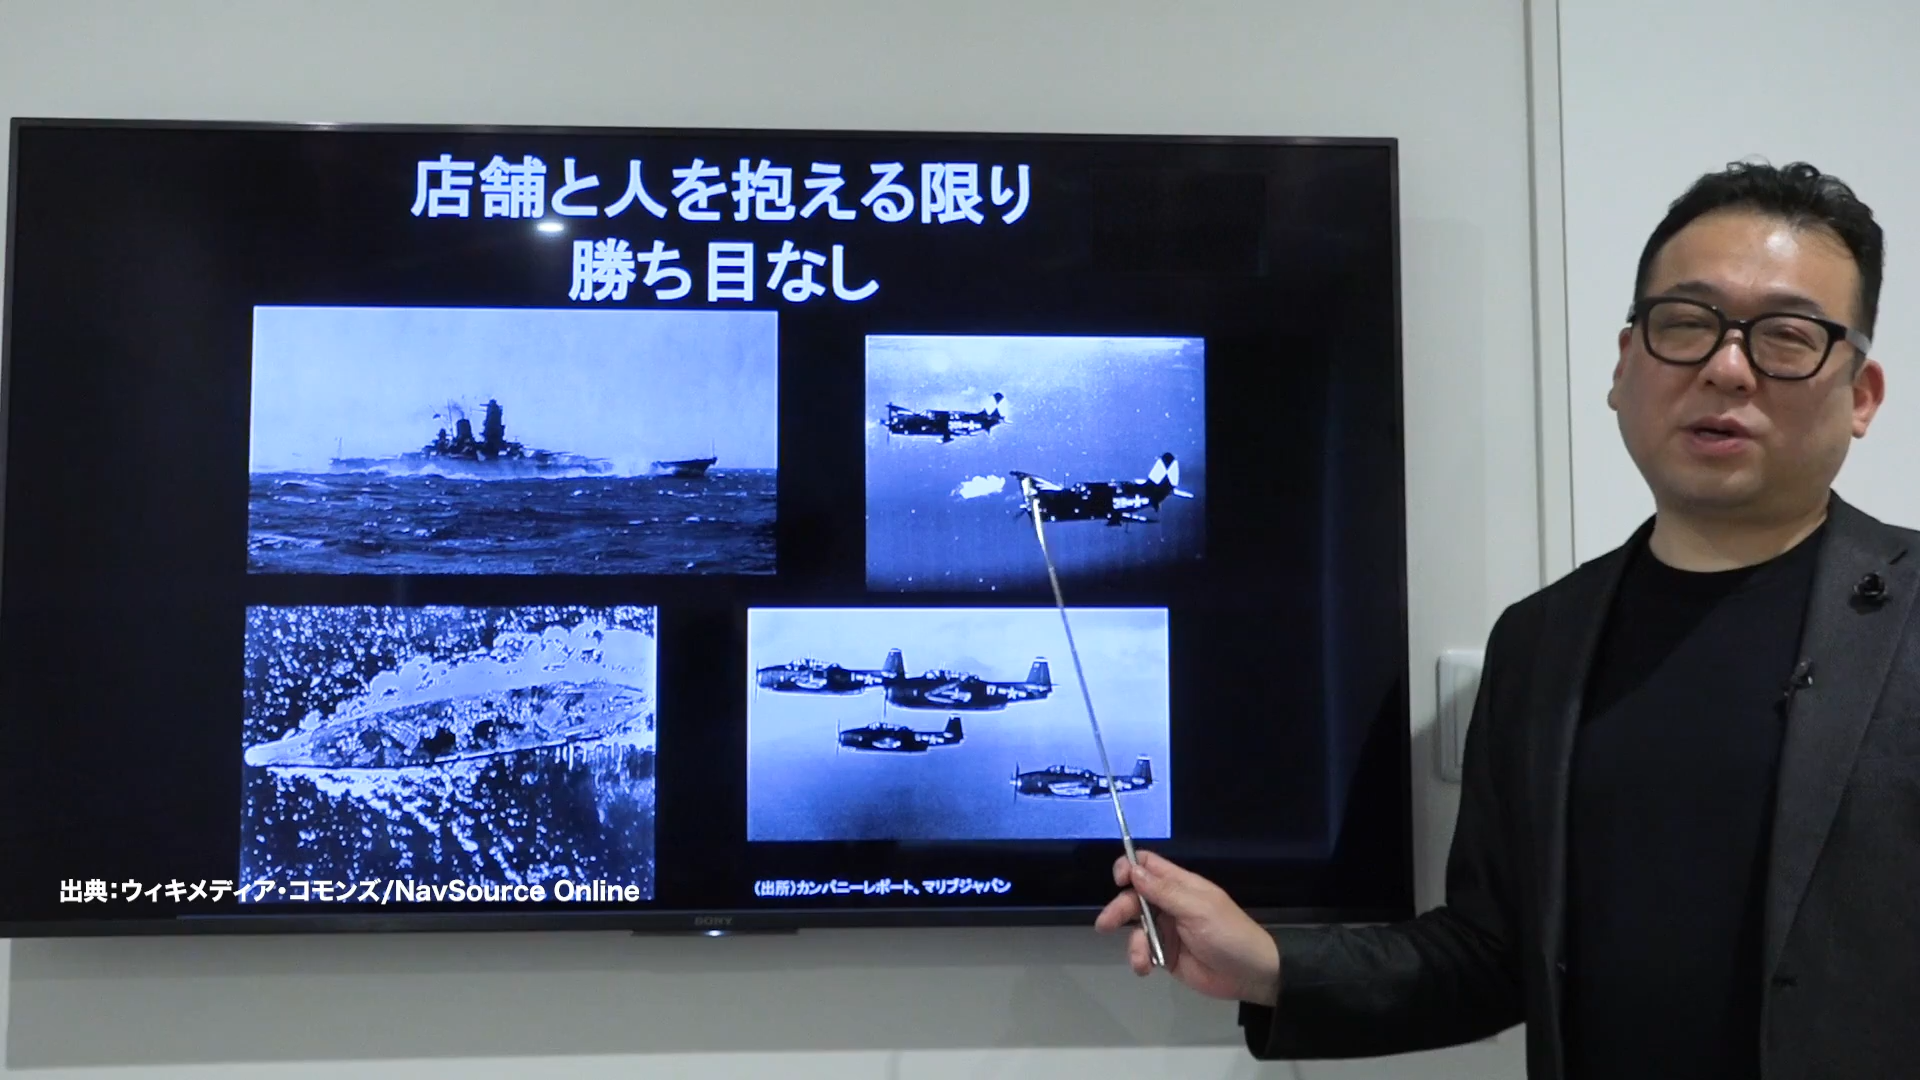 店舗と人を抱える限り
勝ち目なし
出典：ウィキメディア・コモンズ/NavSource Online
（出所）カンパニーレポート、マリブジャパン
SONY